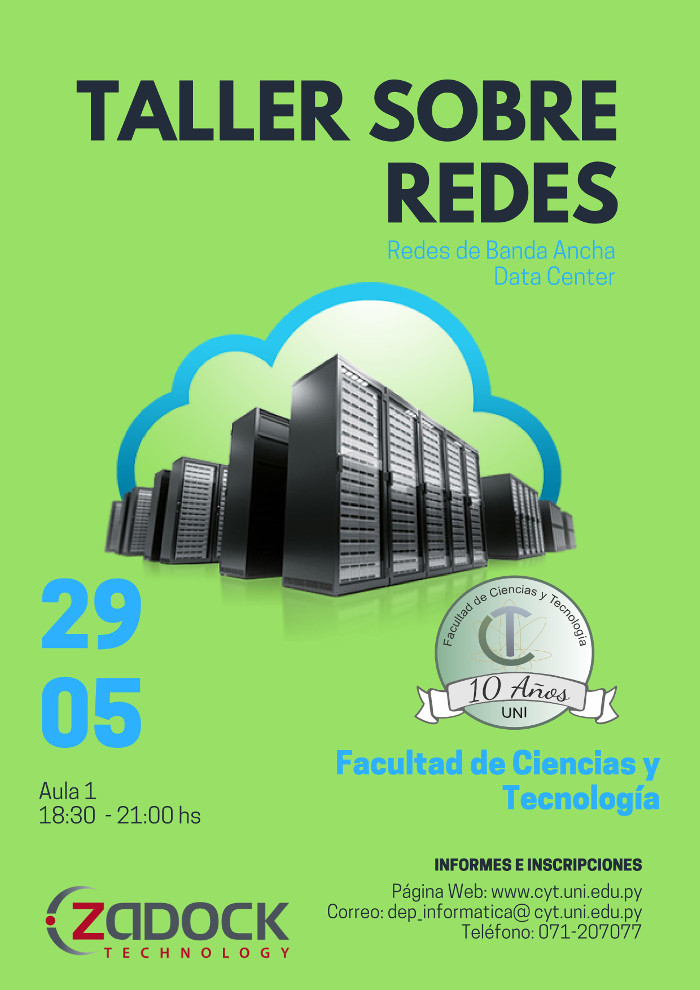 TALLER SOBRE
REDES
Redes de Banda Ancha
Data Center
29
05
Aula 1
18:30 - 21:00 hs
Facultad de Ciencias y Tecnología
TC
10 Años
UNI
Facultad de Ciencias y
Tecnología
INFORMES E INSCRIPCIONES
Página Web: www.cyt.uni.edu.py
Correo: dep_informatica@ cyt.uni.edu.py
Teléfono: 071-207077
ZADOCK
TECHNOLOGY